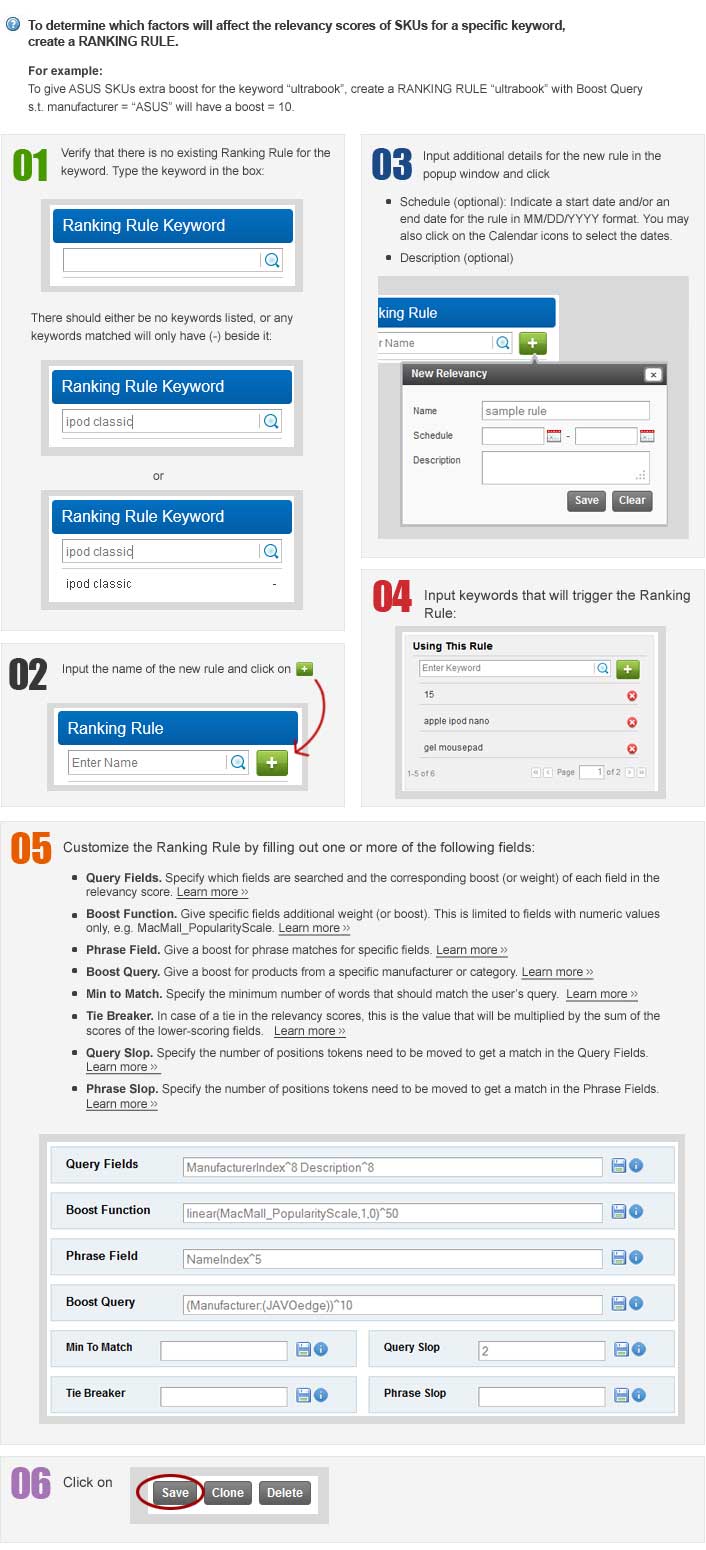 To determine which factors will affect the relevancy scores of SKUs for a specific keyword,
create a RANKING RULE.
For example:
To give ASUS SKUs extra boost for the keyword “ultrabook”, create a RANKING RULE “ultrabook” with Boost Query
s.t. manufacturer = “ASUS” will have a boost = 10.
01
Verify that there is no existing Ranking Rule for the
keyword. Type the keyword in the box:
Ranking Rule Keyword
There should either be no keywords listed, or any
keywords matched will only have (-) beside it:
Ranking Rule Keyword
ipod classic
or
Ranking Rule Keyword
ipod classic
ipod classic -
02
Input the name of the new rule and click on +
Ranking Rule
Enter Name +
03
Input additional details for the new rule in the
popup window and click
Schedule (optional): Indicate a start date and/or an
end date for the rule in MM/DD/YYYY format. You may
also click on the Calendar icons to select the dates.
Description (optional)
king Rule
r Name +
New Relevancy x
Name sample rule
Schedule -
Description
Save Clear
04
Input keywords that will trigger the Ranking
Rule:
Using This Rule
Enter Keyword +
15
apple ipod nano
gel mousepad
1-5 of 6 « ‹ Page 1 of 2 › »
05
Customize the Ranking Rule by filling out one or more of the following fields:
Query Fields. Specify which fields are searched and the corresponding boost (or weight) of each field in the
relevancy score. Learn more ››
Boost Function. Give specific fields additional weight (or boost). This is limited to fields with numeric values
only, e.g. MacMall_PopularityScale. Learn more ››
Phrase Field. Give a boost for phrase matches for specific fields. Learn more ››
Boost Query. Give a boost for products from a specific manufacturer or category. Learn more ››
Min to Match. Specify the minimum number of words that should match the user’s query. Learn more ››
Tie Breaker. In case of a tie in the relevancy scores, this is the value that will be multiplied by the sum of the
scores of the lower-scoring fields. Learn more ››
Query Slop. Specify the number of positions tokens need to be moved to get a match in the Query Fields.
Learn more ››
Phrase Slop. Specify the number of positions tokens need to be moved to get a match in the Phrase Fields.
Learn more ››
Query Fields ManufacturerIndex^8 Description^8
Boost Function linear(MacMall_PopularityScale,1,0)^50
Phrase Field NameIndex^5
Boost Query (Manufacturer:(JAVOedge))^10
Min To Match Query Slop 2
Tie Breaker Phrase Slop
06
Click on Save Clone Delete